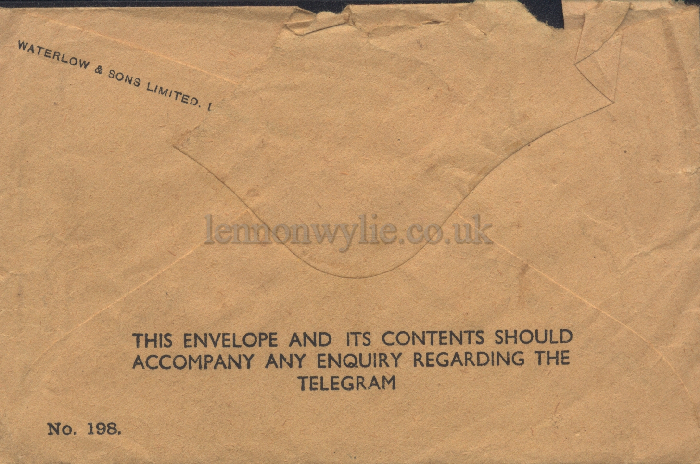 WATERLOW & SONS LIMITED.
lennonwylie.co.uk
THIS ENVELOPE AND ITS CONTENTS SHOULD
ACCOMPANY ANY ENQUIRY REGARDING THE
TELEGRAM
No. 198.